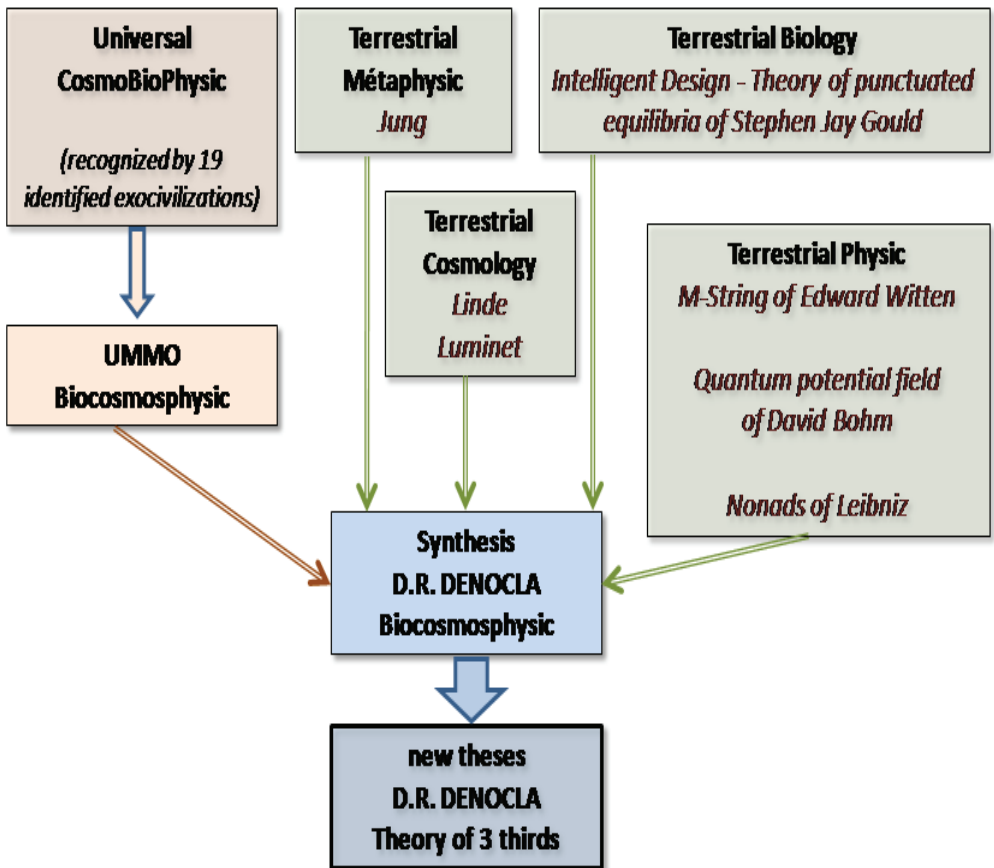 Universal
CosmoBioPhysic
(recognized by 19
identified exocivilizations)
Terrestrial
Métaphysic
Jung
Terrestrial Biology
Intelligent Design - Theory of punctuated
equilibria of Stephen Jay Gould
Terrestrial
Cosmology
Linde
Luminet
Terrestrial Physic
M-String of Edward Witten
Quantum potential field
of David Bohm
Nonads of Leibniz
UMMO
Biocosmosphysic
Synthesis
D.R. DENOCLA
Biocosmosphysic
new theses
D.R. DENOCLA
Theory of 3 thirds